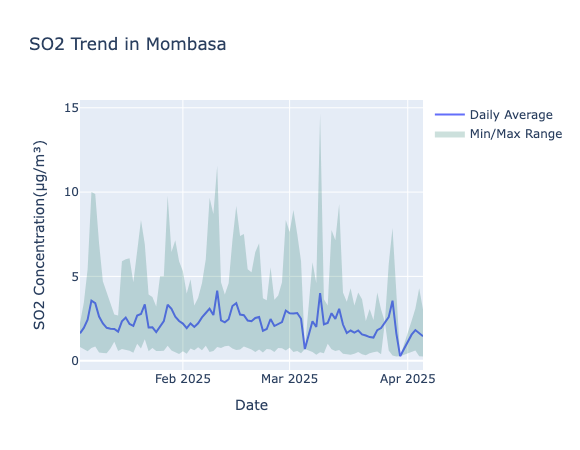 SO2 Trend in Mombasa
Daily Average
Min/Max Range
SO2 Concentration(µg/m³)
15
10
5
0
Feb 2025
Mar 2025
Apr 2025
Date